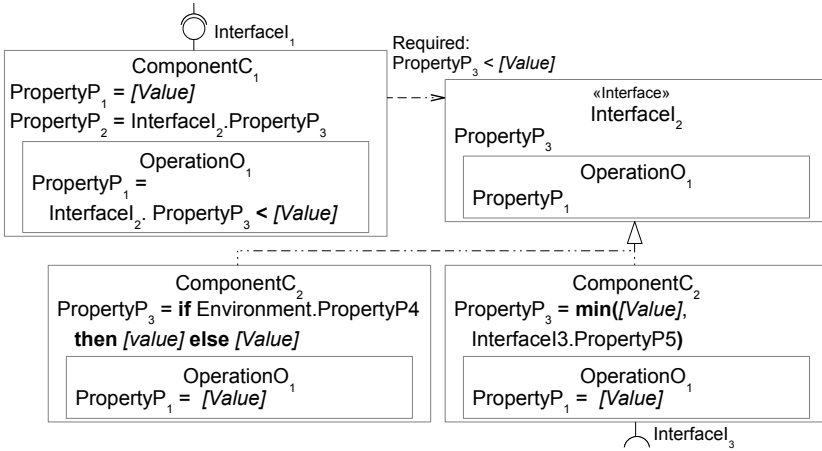 InterfaceI₁
Required:
PropertyP₃ < [Value]
ComponentC₁
PropertyP₁ = [Value]
PropertyP₂ = InterfaceI₂.PropertyP₃
OperationO₁
PropertyP₁ =
InterfaceI₂. PropertyP₃ < [Value]
«Interface»
InterfaceI₂
PropertyP₃
OperationO₁
PropertyP₁
ComponentC₂
PropertyP₃ = if Environment.PropertyP4
then [value] else [Value]
OperationO₁
PropertyP₁ = [Value]
ComponentC₂
PropertyP₃ = min([Value],
InterfaceI3.PropertyP5)
OperationO₁
PropertyP₁ = [Value]
InterfaceI₃